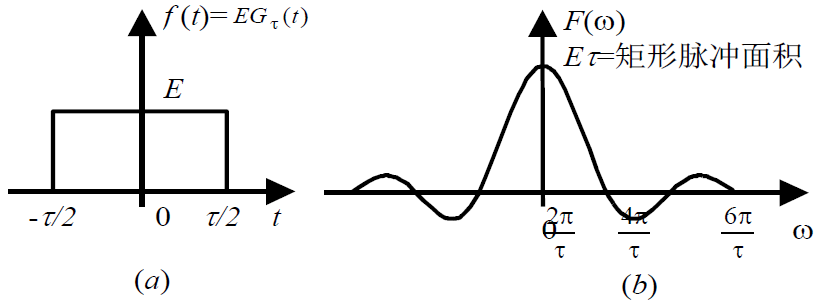 f(t)= EGτ(t)
E
-τ/2 0 τ/2 t
(a)
F(ω)
Eτ=矩形脉冲面积
0 2π/τ 4π/τ 6π/τ ω
(b)